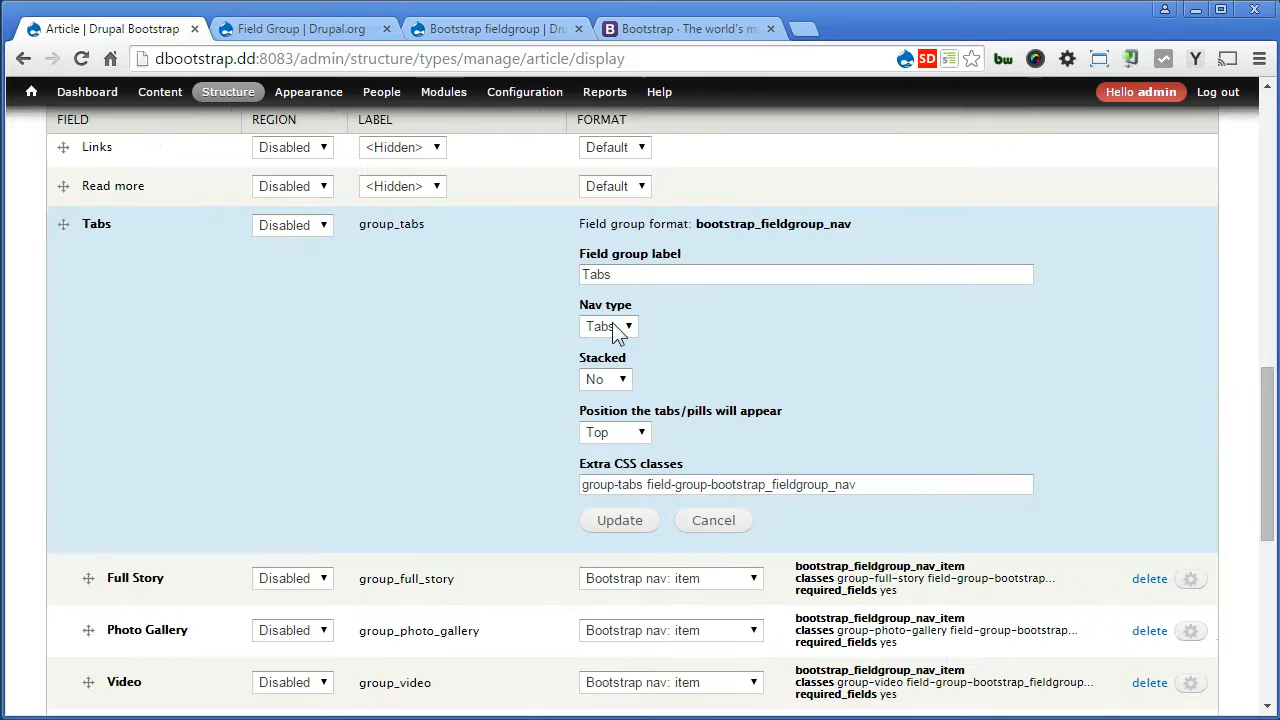 Article | Drupal Bootstrap
Field Group | Drupal.org
Bootstrap fieldgroup | Dru
Bootstrap · The world's m
dbootstrap.dd:8083/admin/structure/types/manage/article/display
SD
bw
Y
Dashboard Content Structure Appearance People Modules Configuration Reports Help Hello admin Log out
FIELD REGION LABEL FORMAT
Links Disabled <Hidden> Default
Read more Disabled <Hidden> Default
Tabs Disabled group_tabs Field group format: bootstrap_fieldgroup_nav
Field group label
Tabs
Nav type
Tabs
Stacked
No
Position the tabs/pills will appear
Top
Extra CSS classes
group-tabs field-group-bootstrap_fieldgroup_nav
Update Cancel
Full Story Disabled group_full_story Bootstrap nav: item
bootstrap_fieldgroup_nav_item
classes group-full-story field-group-bootstrap...
required_fields yes
delete
Photo Gallery Disabled group_photo_gallery Bootstrap nav: item
bootstrap_fieldgroup_nav_item
classes group-photo-gallery field-group-bootstrap...
required_fields yes
delete
Video Disabled group_video Bootstrap nav: item
bootstrap_fieldgroup_nav_item
classes group-video field-group-bootstrap_fieldgroup...
required_fields yes
delete